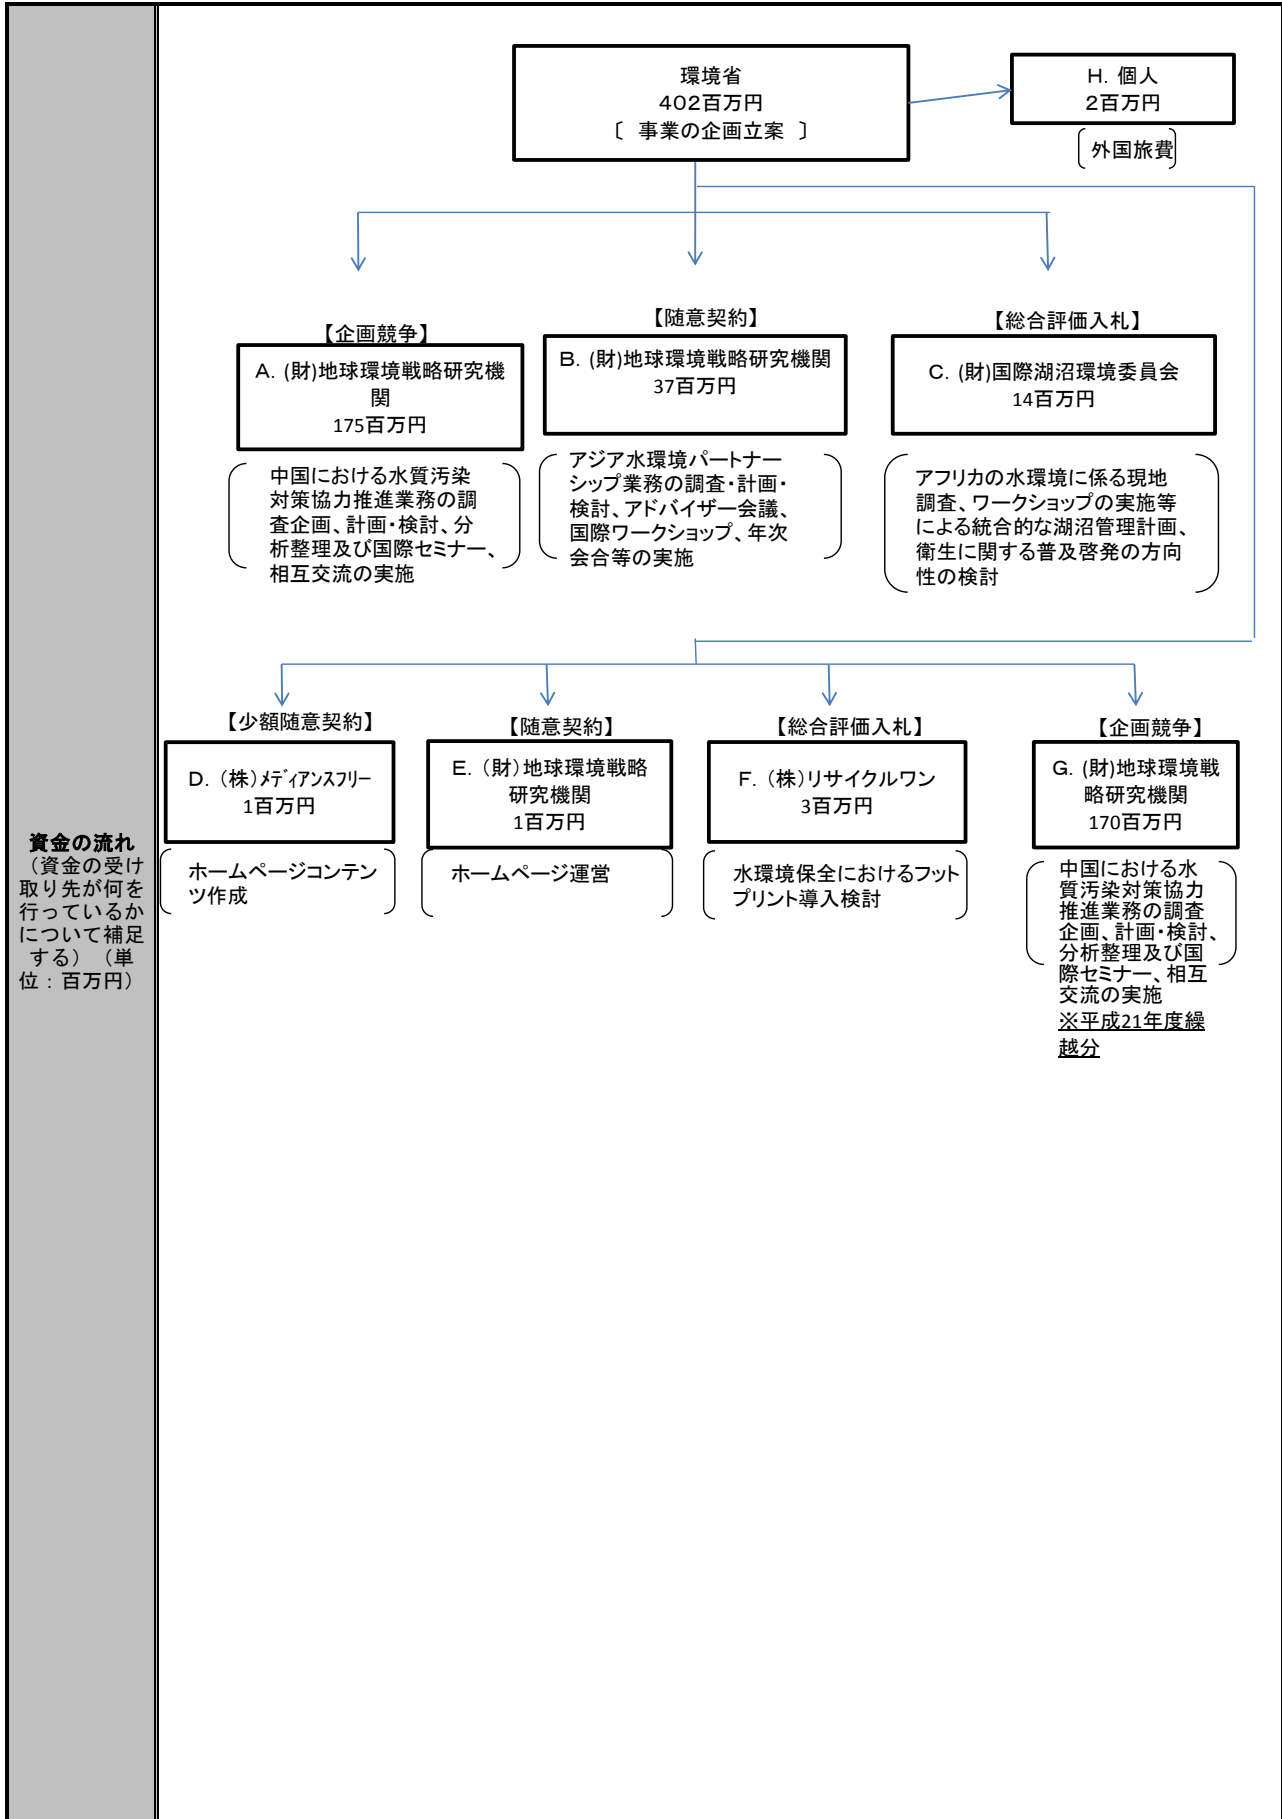 資金の流れ
（資金の受け
取り先が何を
行っているか
について補足
する）（単
位：百万円）
環境省
402百万円
〔 事業の企画立案 〕
H. 個人
2百万円
外国旅費
【企画競争】
A. (財)地球環境戦略研究機
関
175百万円
中国における水質汚染
対策協力推進業務の調
査企画、計画・検討、分
析整理及び国際セミナー、
相互交流の実施
【随意契約】
B. (財)地球環境戦略研究機関
37百万円
アジア水環境パートナー
シップ業務の調査・計画・
検討、アドバイザー会議、
国際ワークショップ、年次
会合等の実施
【総合評価入札】
C. (財)国際湖沼環境委員会
14百万円
アフリカの水環境に係る現地
調査、ワークショップの実施等
による統合的な湖沼管理計画、
衛生に関する普及啓発の方向
性の検討
【少額随意契約】
D. （株）ﾒﾃﾞｨｱﾝｽﾌﾘｰ
1百万円
ホームページコンテン
ツ作成
【随意契約】
E. （財）地球環境戦略
研究機関
1百万円
ホームページ運営
【総合評価入札】
F. （株）リサイクルワン
3百万円
水環境保全におけるフット
プリント導入検討
【企画競争】
G. (財)地球環境戦
略研究機関
170百万円
中国における水
質汚染対策協力
推進業務の調査
企画、計画・検討、
分析整理及び国
際セミナー、相互
交流の実施
※平成21年度繰
越分